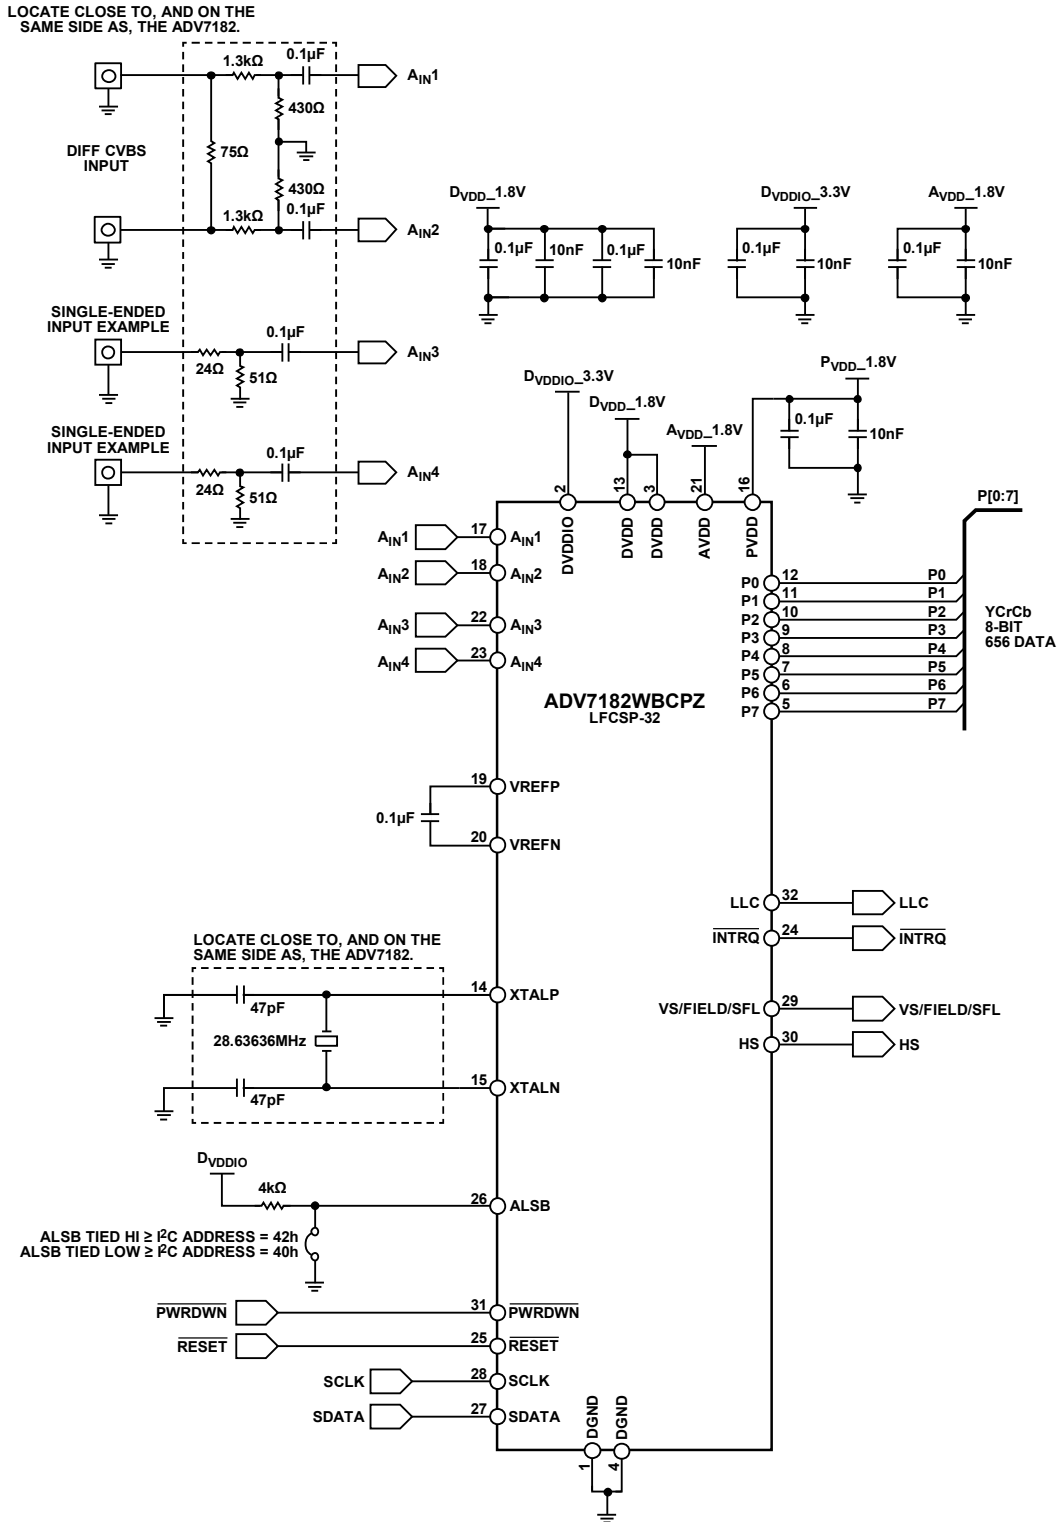 LOCATE CLOSE TO, AND ON THE
SAME SIDE AS, THE ADV7182.
1.3kΩ
0.1µF
AIN1
430Ω
DIFF CVBS
INPUT
75Ω
430Ω
1.3kΩ
0.1µF
AIN2
DVDD_1.8V
0.1µF
10nF
0.1µF
10nF
DVDDIO_3.3V
0.1µF
10nF
AVDD_1.8V
0.1µF
10nF
SINGLE-ENDED
INPUT EXAMPLE
0.1µF
24Ω
51Ω
AIN3
SINGLE-ENDED
INPUT EXAMPLE
0.1µF
24Ω
51Ω
AIN4
DVDDIO_3.3V
DVDD_1.8V
AVDD_1.8V
PVDD_1.8V
0.1µF
10nF
2
13
3
21
16
DVDDIO
DVDD
DVDD
AVDD
PVDD
AIN1
17
AIN1
AIN2
18
AIN2
AIN3
22
AIN3
AIN4
23
AIN4
P[0:7]
P0
12
P0
P1
11
P1
P2
10
P2
P3
9
P3
P4
8
P4
P5
7
P5
P6
6
P6
P7
5
P7
YCrCb
8-BIT
656 DATA
ADV7182WBCPZ
LFCSP-32
19
VREFP
0.1µF
20
VREFN
LLC
32
LLC
INTRQ
24
INTRQ
VS/FIELD/SFL
29
VS/FIELD/SFL
HS
30
HS
LOCATE CLOSE TO, AND ON THE
SAME SIDE AS, THE ADV7182.
47pF
14
XTALP
28.63636MHz
47pF
15
XTALN
DVDDIO
4kΩ
26
ALSB
ALSB TIED HI ≥ I²C ADDRESS = 42h
ALSB TIED LOW ≥ I²C ADDRESS = 40h
PWRDWN
31
PWRDWN
RESET
25
RESET
SCLK
28
SCLK
SDATA
27
SDATA
DGND
DGND
1
4